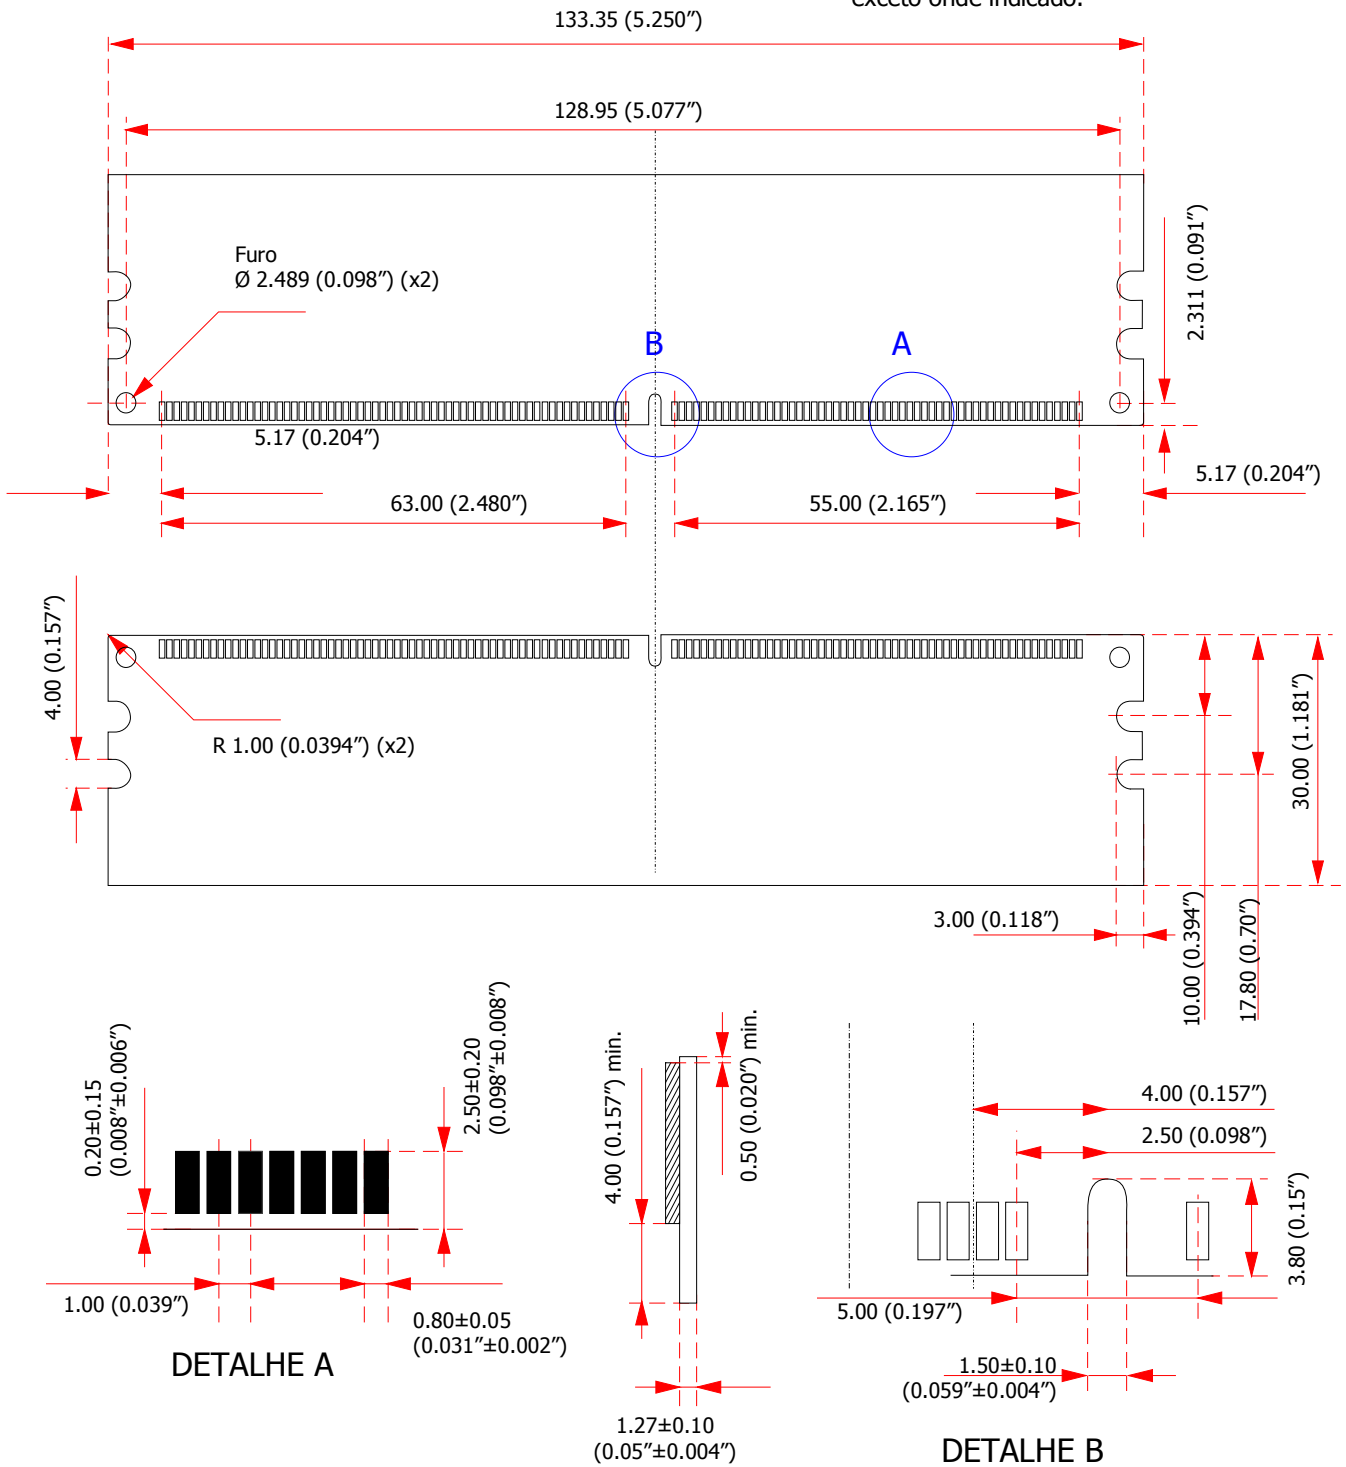 exceto onde indicado.
133.35 (5.250″)
128.95 (5.077″)
Furo
Ø 2.489 (0.098″) (x2)
2.311 (0.091″)
B
A
5.17 (0.204″)
5.17 (0.204″)
63.00 (2.480″)
55.00 (2.165″)
4.00 (0.157″)
R 1.00 (0.0394″) (x2)
30.00 (1.181″)
3.00 (0.118″)
10.00 (0.394″)
17.80 (0.70″)
0.20±0.15
(0.008″±0.006″)
2.50±0.20
(0.098″±0.008″)
1.00 (0.039″)
0.80±0.05
(0.031″±0.002″)
DETALHE A
4.00 (0.157″) min.
0.50 (0.020″) min.
1.27±0.10
(0.05″±0.004″)
4.00 (0.157″)
2.50 (0.098″)
3.80 (0.15″)
5.00 (0.197″)
1.50±0.10
(0.059″±0.004″)
DETALHE B